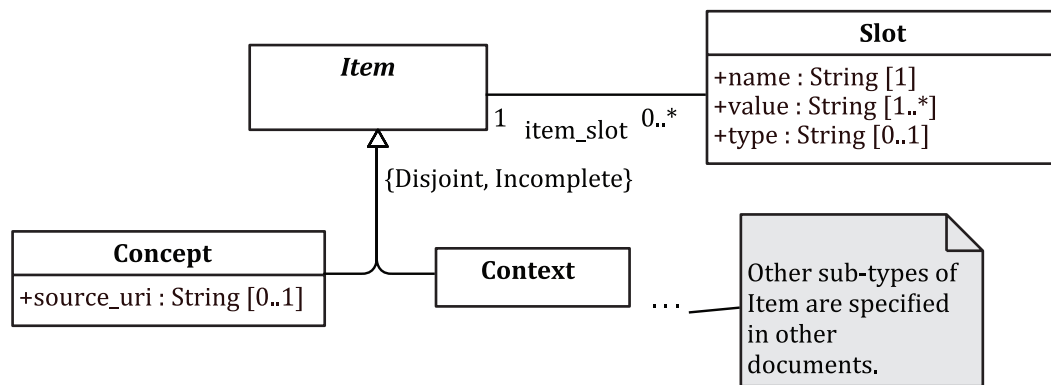 Item
Slot
+name : String [1]
+value : String [1..*]
+type : String [0..1]
1 item_slot 0..*
{Disjoint, Incomplete}
Concept
+source_uri : String [0..1]
Context
...
Other sub-types of
Item are specified
in other
documents.